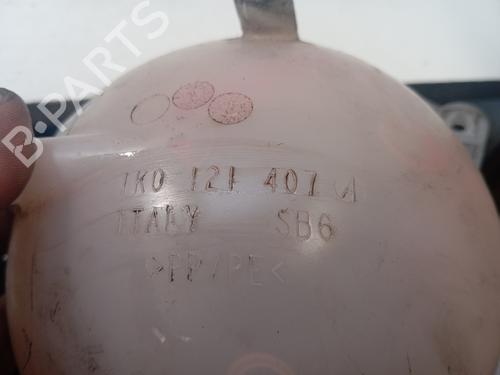 B-PARTS
1K0 121 407 A
ITALY SB6
>PP/PE<